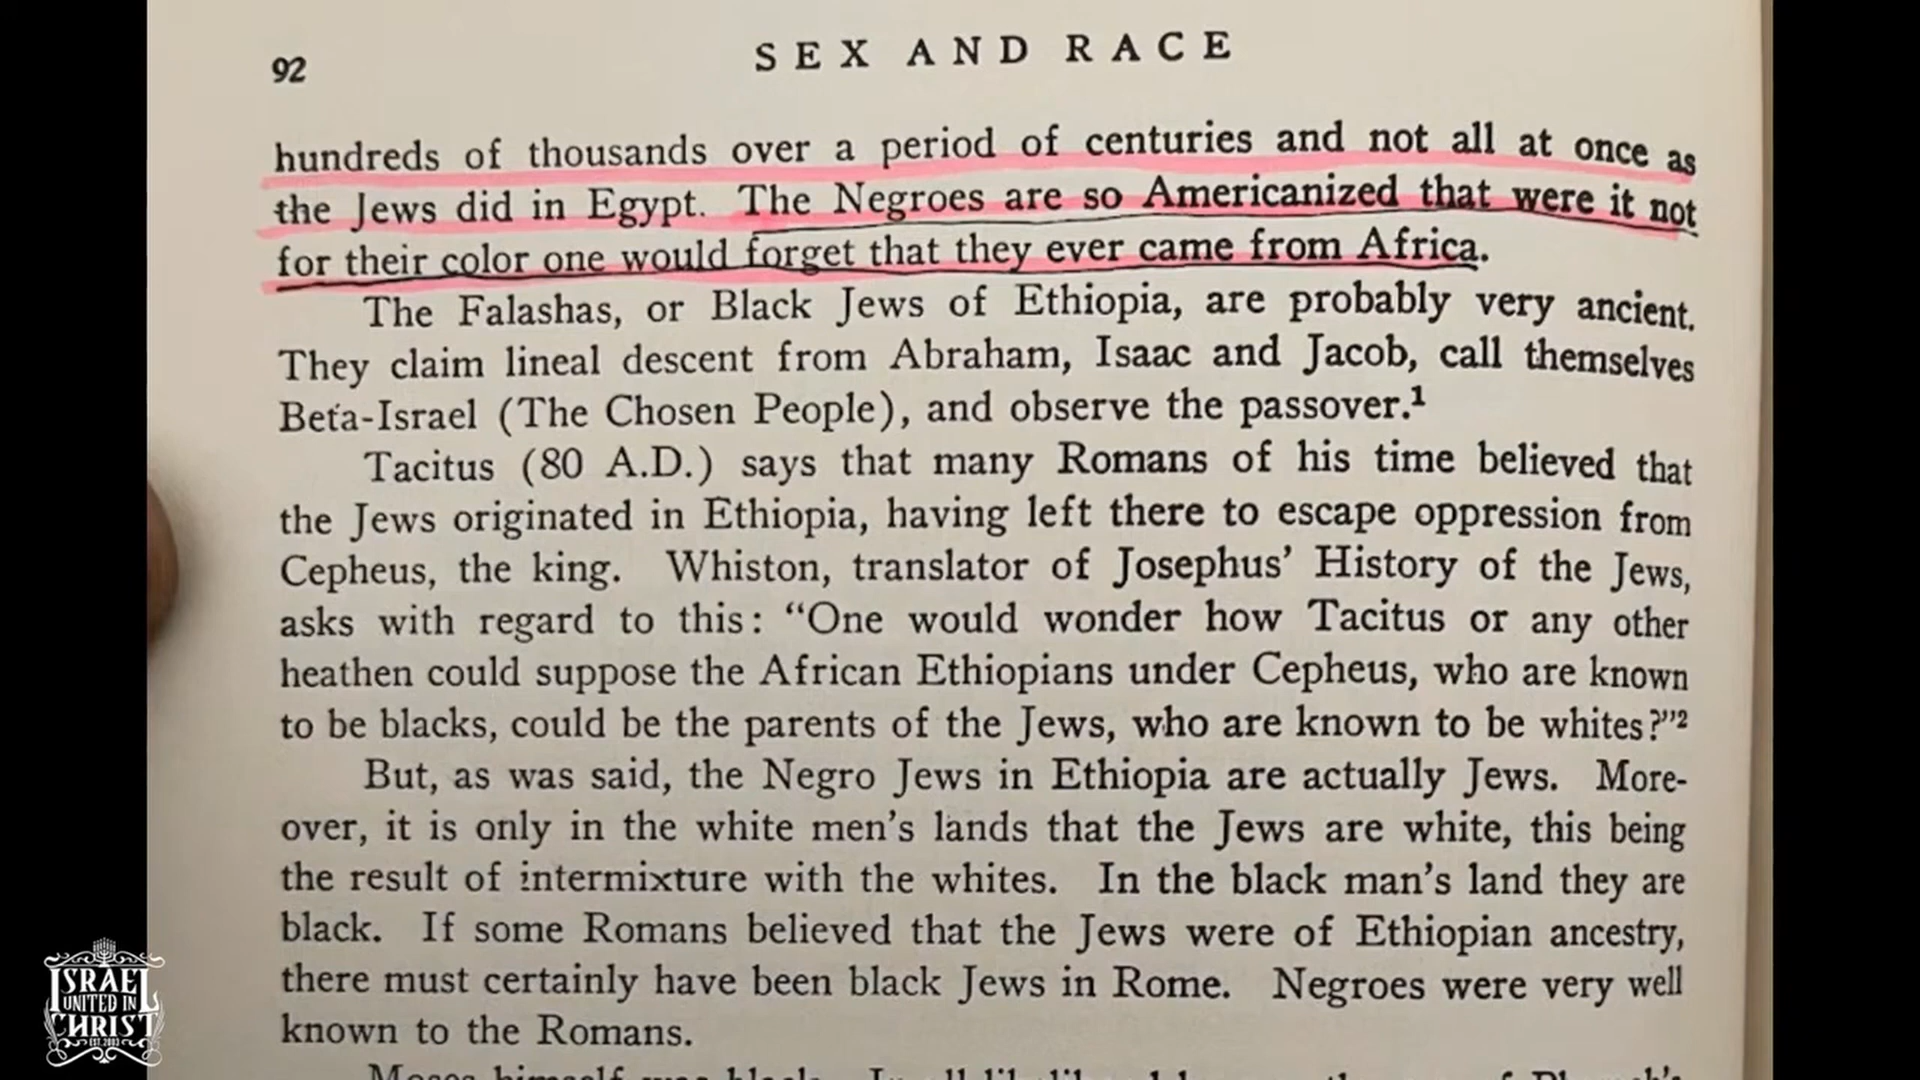 92
SEX AND RACE
hundreds of thousands over a period of centuries and not all at once as
the Jews did in Egypt. The Negroes are so Americanized that were it not
for their color one would forget that they ever came from Africa.
The Falashas, or Black Jews of Ethiopia, are probably very ancient.
They claim lineal descent from Abraham, Isaac and Jacob, call themselves
Beta-Israel (The Chosen People), and observe the passover.¹
Tacitus (80 A.D.) says that many Romans of his time believed that
the Jews originated in Ethiopia, having left there to escape oppression from
Cepheus, the king. Whiston, translator of Josephus' History of the Jews,
asks with regard to this: "One would wonder how Tacitus or any other
heathen could suppose the African Ethiopians under Cepheus, who are known
to be blacks, could be the parents of the Jews, who are known to be whites?"²
But, as was said, the Negro Jews in Ethiopia are actually Jews. More-
over, it is only in the white men's lands that the Jews are white, this being
the result of intermixture with the whites. In the black man's land they are
black. If some Romans believed that the Jews were of Ethiopian ancestry,
there must certainly have been black Jews in Rome. Negroes were very well
known to the Romans.
Moses himself was black.
ISRAEL
UNITED IN
CHRIST
EST. 2003